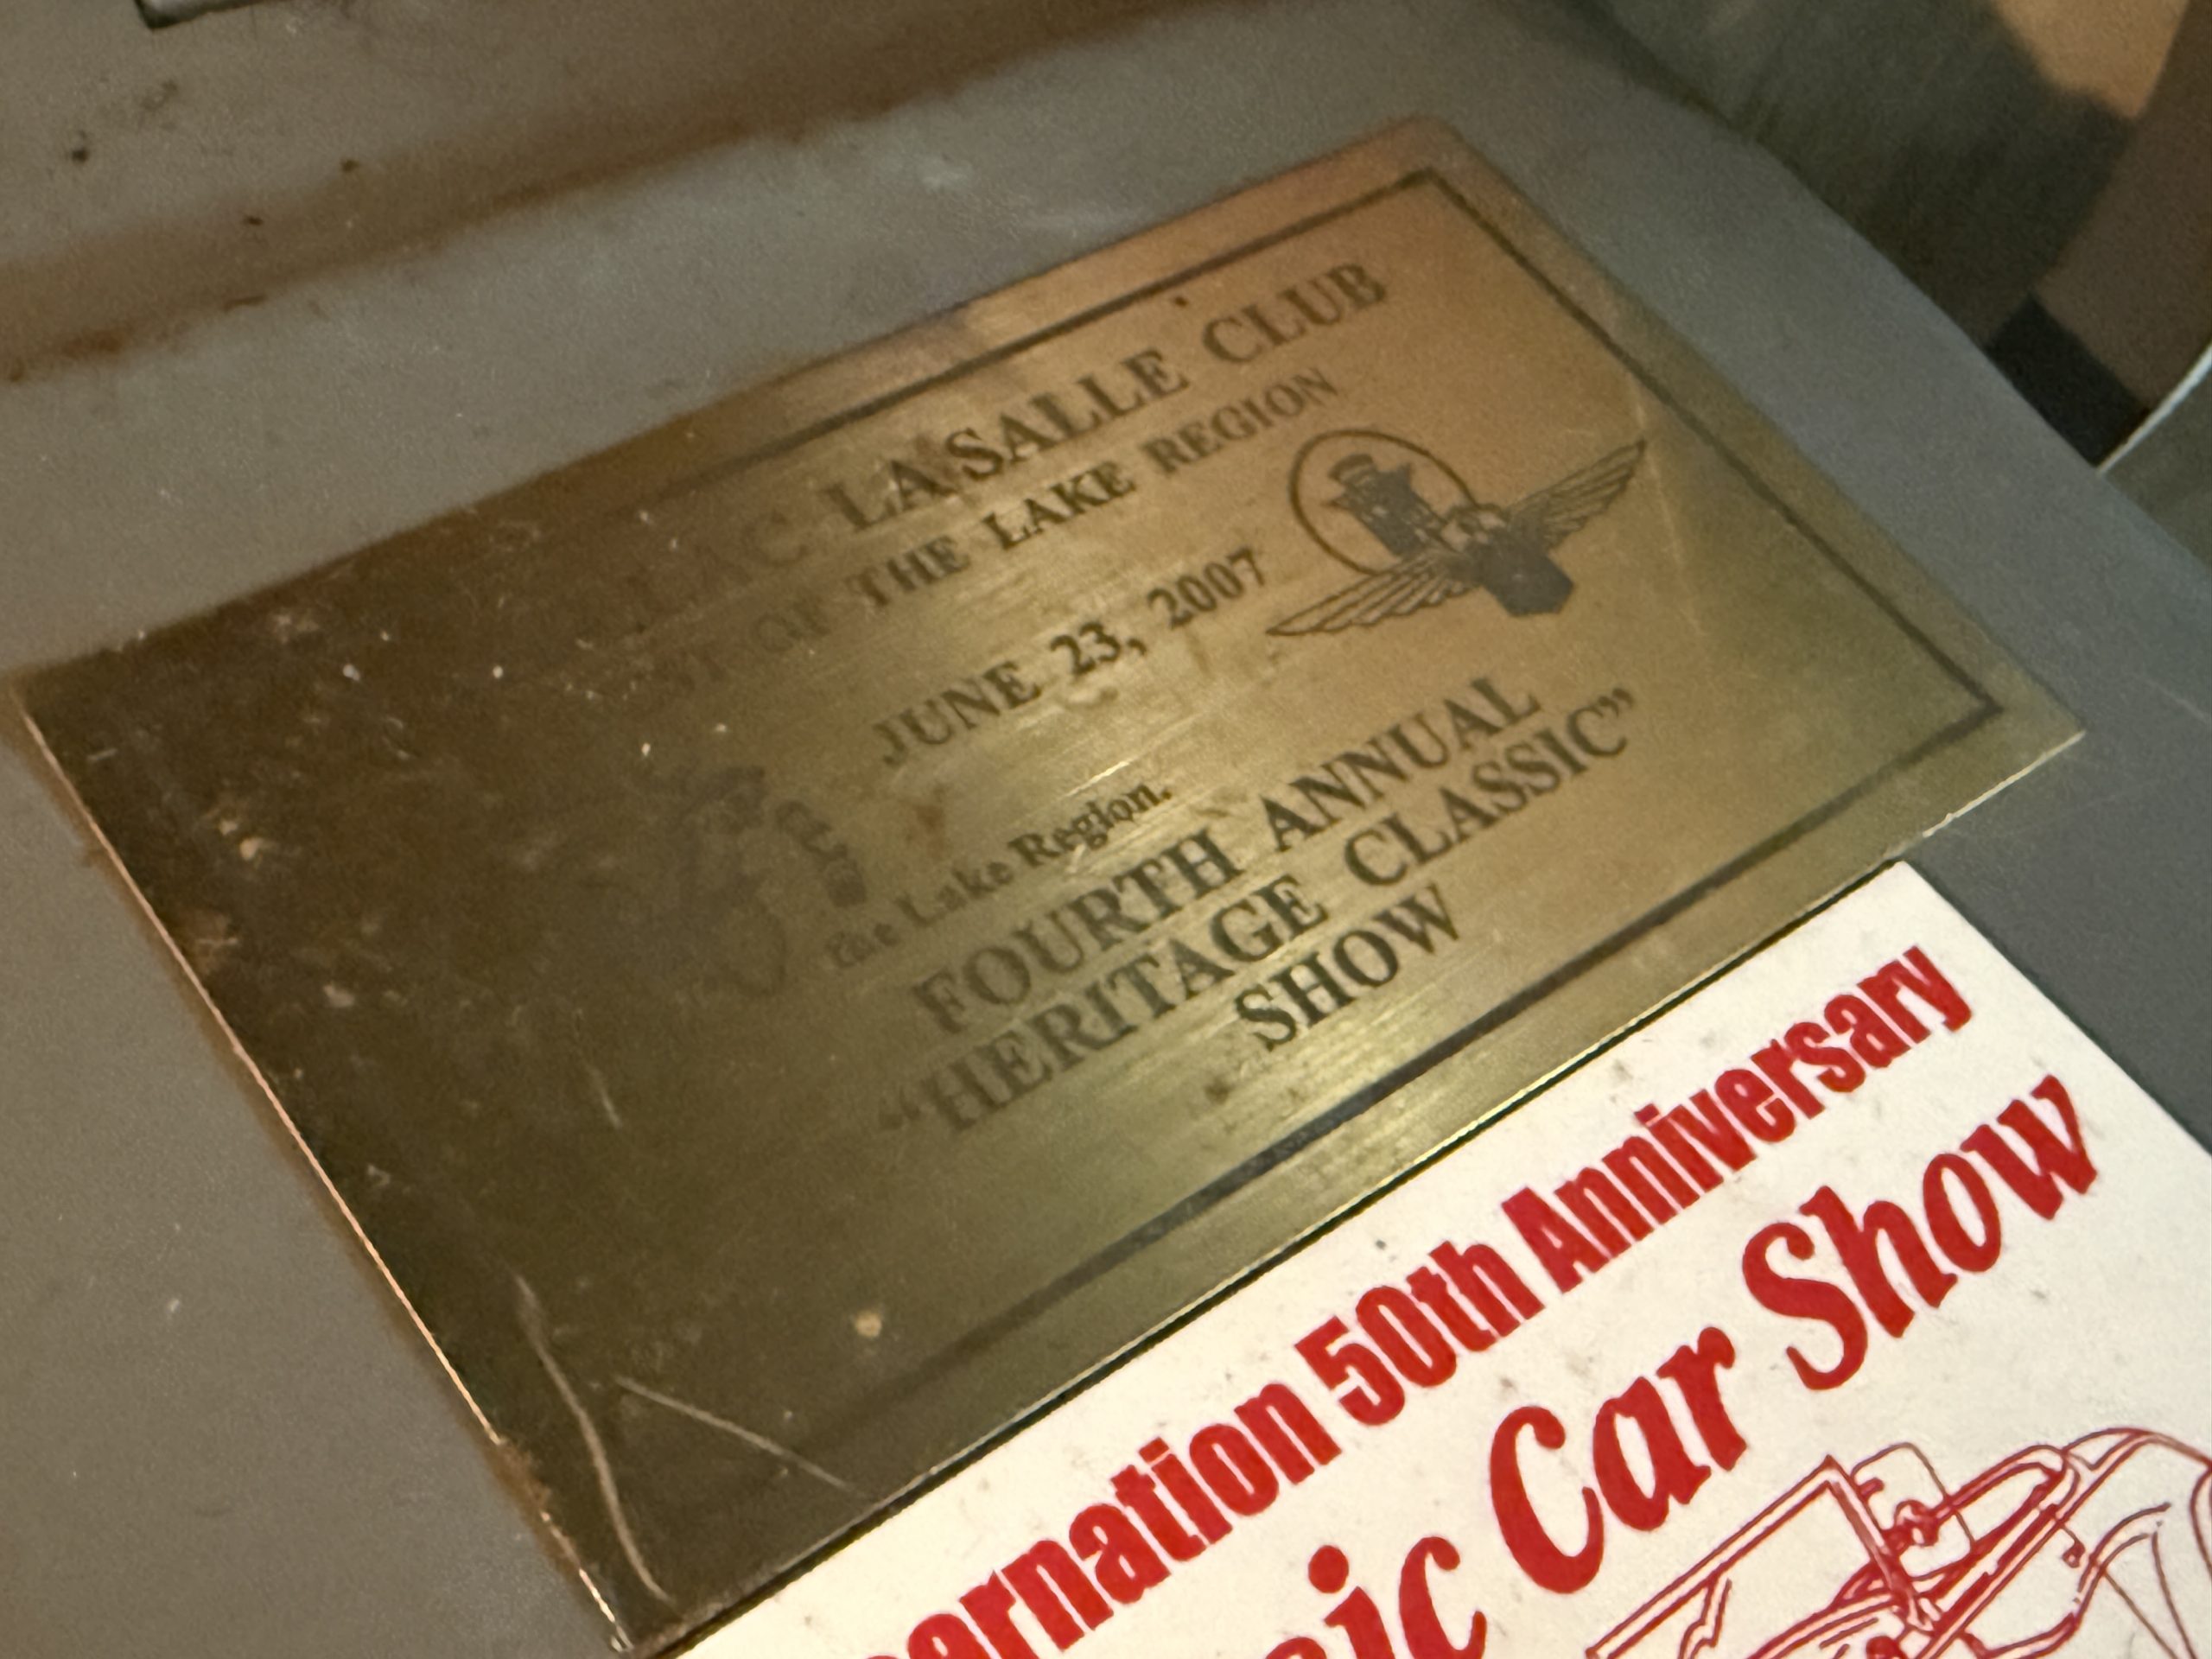 LASALLE CLUB
OF THE LAKE REGION
JUNE 23, 2007
the Lake Region.
FOURTH ANNUAL
“HERITAGE CLASSIC”
SHOW
50th Anniversary
Car Show